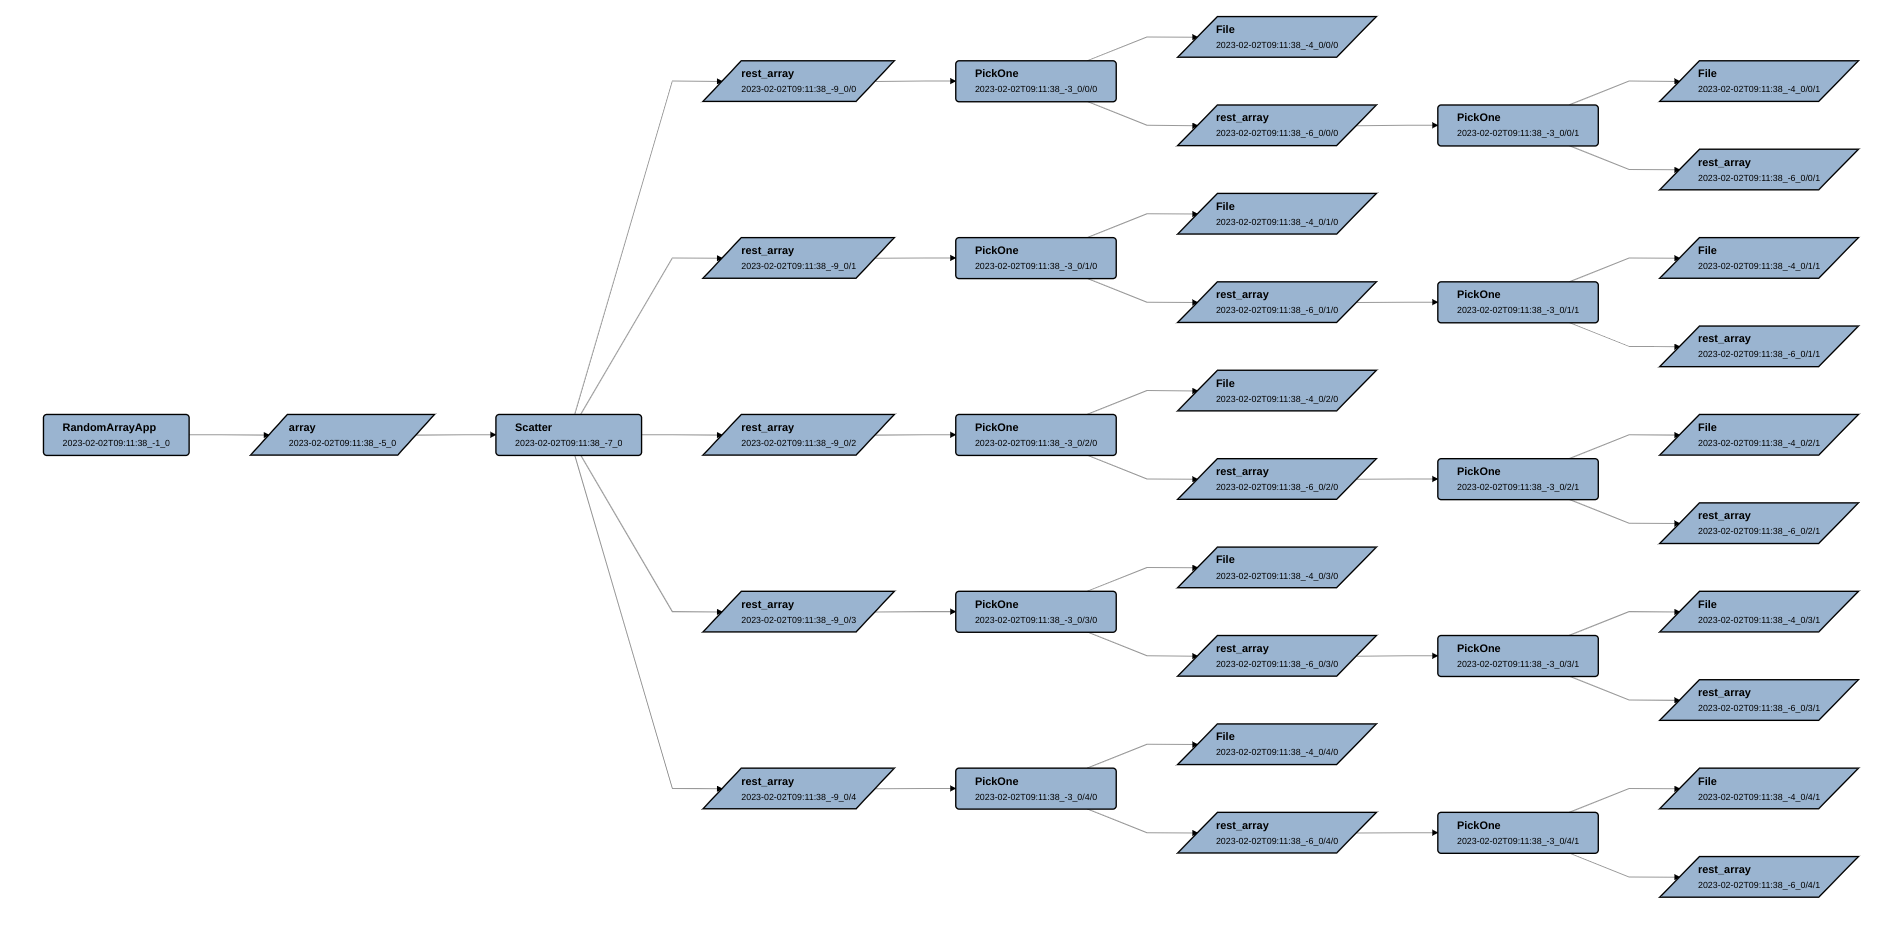 File
2023-02-02T09:11:38_-4_0/0/0
rest_array
2023-02-02T09:11:38_-9_0/0
PickOne
2023-02-02T09:11:38_-3_0/0/0
File
2023-02-02T09:11:38_-4_0/0/1
rest_array
2023-02-02T09:11:38_-6_0/0/0
PickOne
2023-02-02T09:11:38_-3_0/0/1
rest_array
2023-02-02T09:11:38_-6_0/0/1
File
2023-02-02T09:11:38_-4_0/1/0
rest_array
2023-02-02T09:11:38_-9_0/1
PickOne
2023-02-02T09:11:38_-3_0/1/0
File
2023-02-02T09:11:38_-4_0/1/1
rest_array
2023-02-02T09:11:38_-6_0/1/0
PickOne
2023-02-02T09:11:38_-3_0/1/1
rest_array
2023-02-02T09:11:38_-6_0/1/1
File
2023-02-02T09:11:38_-4_0/2/0
RandomArrayApp
2023-02-02T09:11:38_-1_0
array
2023-02-02T09:11:38_-5_0
Scatter
2023-02-02T09:11:38_-7_0
rest_array
2023-02-02T09:11:38_-9_0/2
PickOne
2023-02-02T09:11:38_-3_0/2/0
File
2023-02-02T09:11:38_-4_0/2/1
rest_array
2023-02-02T09:11:38_-6_0/2/0
PickOne
2023-02-02T09:11:38_-3_0/2/1
rest_array
2023-02-02T09:11:38_-6_0/2/1
File
2023-02-02T09:11:38_-4_0/3/0
rest_array
2023-02-02T09:11:38_-9_0/3
PickOne
2023-02-02T09:11:38_-3_0/3/0
File
2023-02-02T09:11:38_-4_0/3/1
rest_array
2023-02-02T09:11:38_-6_0/3/0
PickOne
2023-02-02T09:11:38_-3_0/3/1
rest_array
2023-02-02T09:11:38_-6_0/3/1
File
2023-02-02T09:11:38_-4_0/4/0
rest_array
2023-02-02T09:11:38_-9_0/4
PickOne
2023-02-02T09:11:38_-3_0/4/0
File
2023-02-02T09:11:38_-4_0/4/1
rest_array
2023-02-02T09:11:38_-6_0/4/0
PickOne
2023-02-02T09:11:38_-3_0/4/1
rest_array
2023-02-02T09:11:38_-6_0/4/1